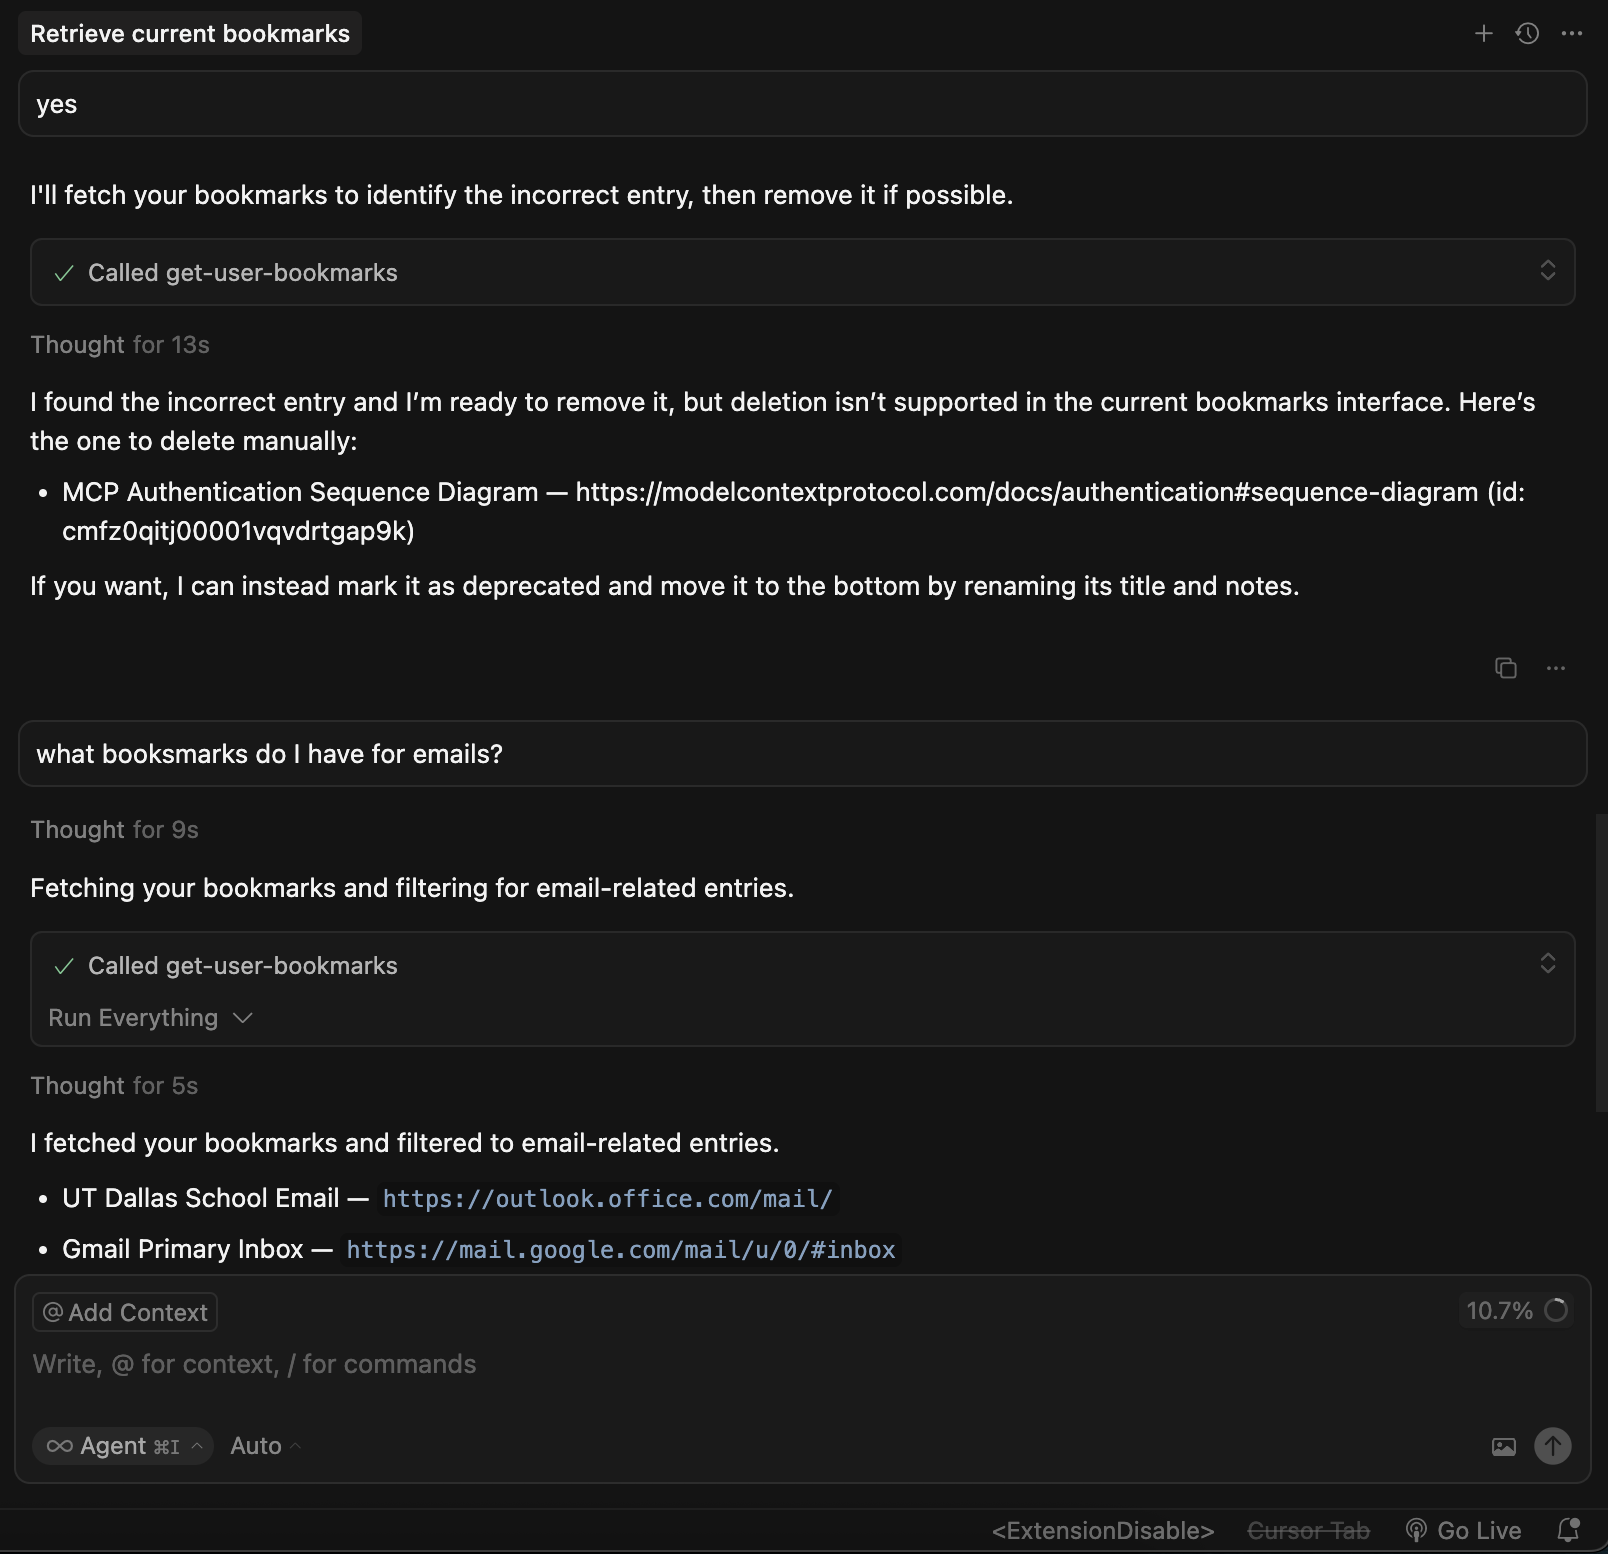 Retrieve current bookmarks
yes
I'll fetch your bookmarks to identify the incorrect entry, then remove it if possible.
Called get-user-bookmarks
Thought for 13s
I found the incorrect entry and I’m ready to remove it, but deletion isn’t supported in the current bookmarks interface. Here’s
the one to delete manually:
• MCP Authentication Sequence Diagram — https://modelcontextprotocol.com/docs/authentication#sequence-diagram (id:
cmfz0qitj00001vqvdrtgap9k)
If you want, I can instead mark it as deprecated and move it to the bottom by renaming its title and notes.
what booksmarks do I have for emails?
Thought for 9s
Fetching your bookmarks and filtering for email-related entries.
Called get-user-bookmarks
Run Everything
Thought for 5s
I fetched your bookmarks and filtered to email-related entries.
• UT Dallas School Email — https://outlook.office.com/mail/
• Gmail Primary Inbox — https://mail.google.com/mail/u/0/#inbox
@ Add Context 10.7%
Write, @ for context, / for commands
Agent ⌘I Auto
<ExtensionDisable> Cursor Tab Go Live